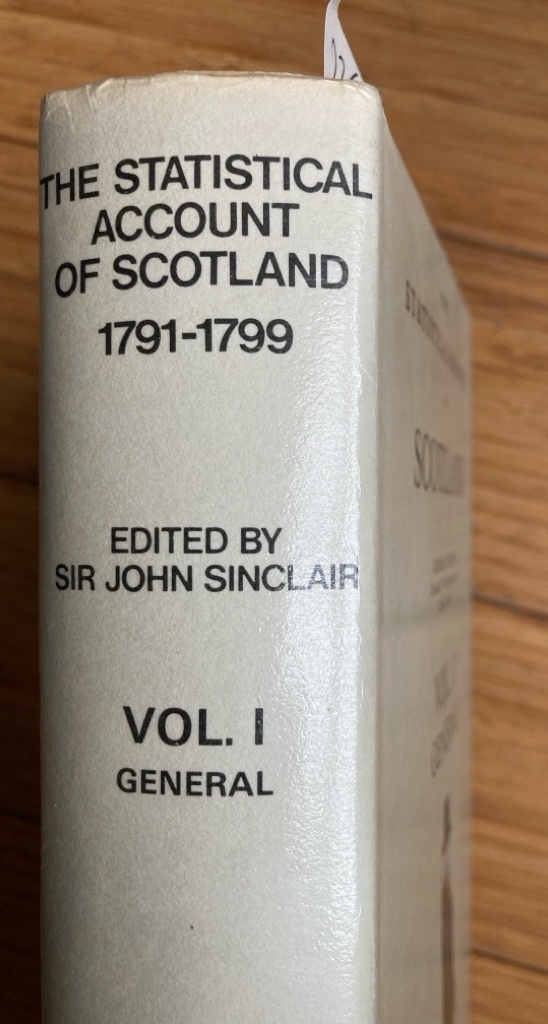 THE STATISTICAL
ACCOUNT
OF SCOTLAND
1791-1799
EDITED BY
SIR JOHN SINCLAIR
VOL. I
GENERAL
SCOTLAND